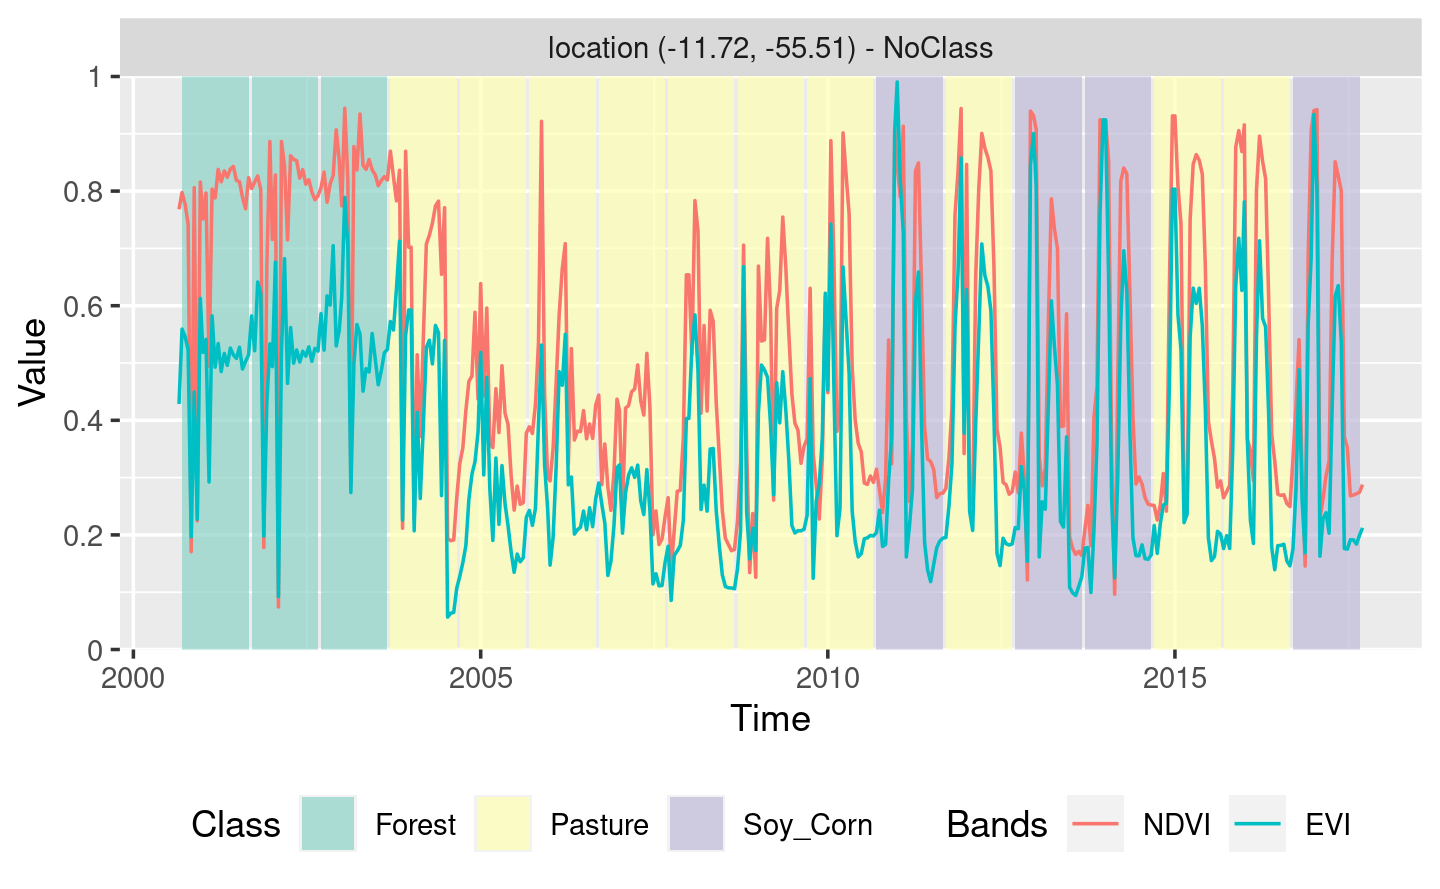 location (-11.72, -55.51) - NoClass
1
0.8
0.6
0.4
0.2
0
Value
2000 2005 2010 2015
Time
Class Forest Pasture Soy_Corn Bands NDVI EVI